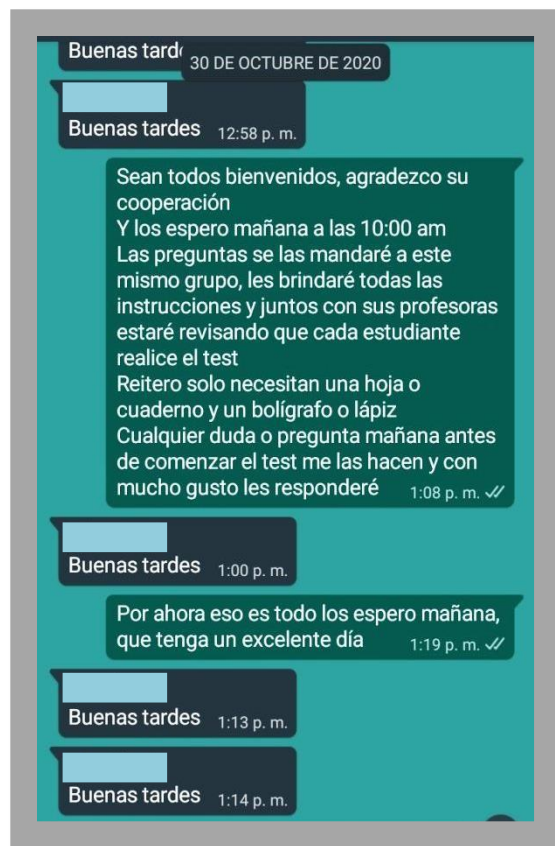 Buenas tard
30 DE OCTUBRE DE 2020
Buenas tardes 12:58 p. m.
Sean todos bienvenidos, agradezco su
cooperación
Y los espero mañana a las 10:00 am
Las preguntas se las mandaré a este
mismo grupo, les brindaré todas las
instrucciones y juntos con sus profesoras
estaré revisando que cada estudiante
realice el test
Reitero solo necesitan una hoja o
cuaderno y un bolígrafo o lápiz
Cualquier duda o pregunta mañana antes
de comenzar el test me las hacen y con
mucho gusto les responderé 1:08 p. m.
Buenas tardes 1:00 p. m.
Por ahora eso es todo los espero mañana,
que tenga un excelente día 1:19 p. m.
Buenas tardes 1:13 p. m.
Buenas tardes 1:14 p. m.